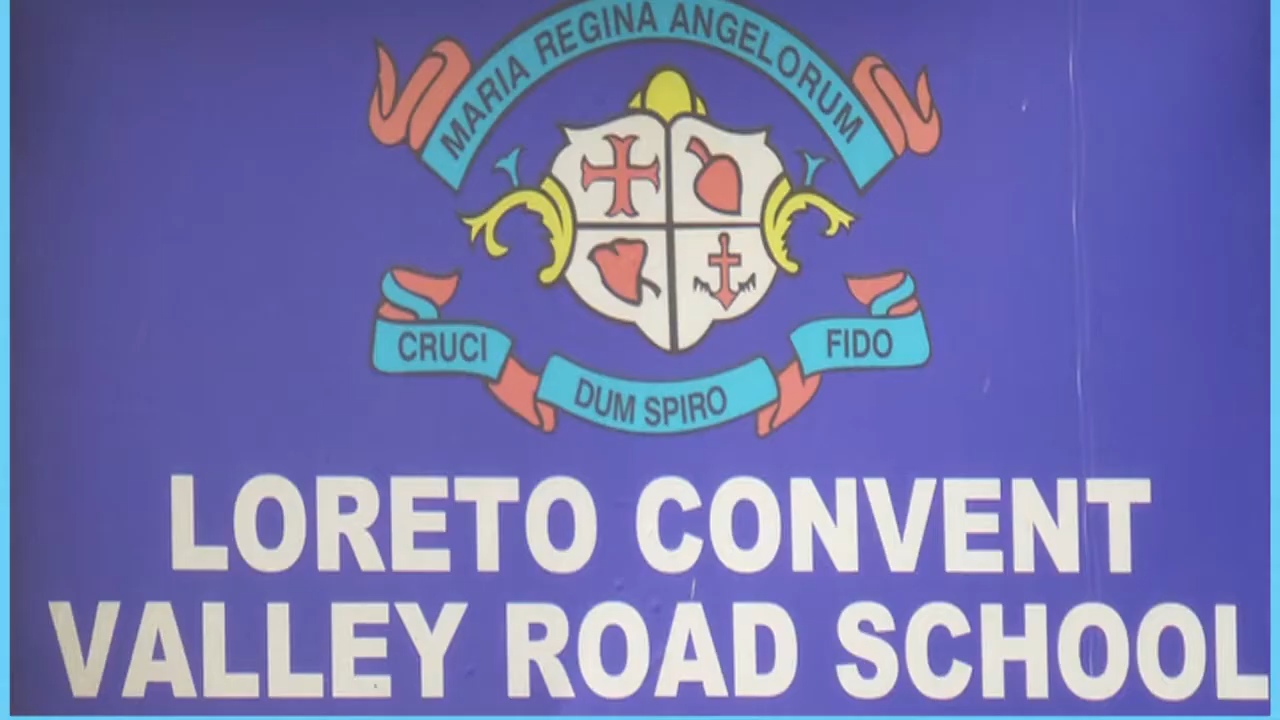 MARIA REGINA ANGELORUM
CRUCI
DUM SPIRO
FIDO
LORETO CONVENT
VALLEY ROAD SCHOOL